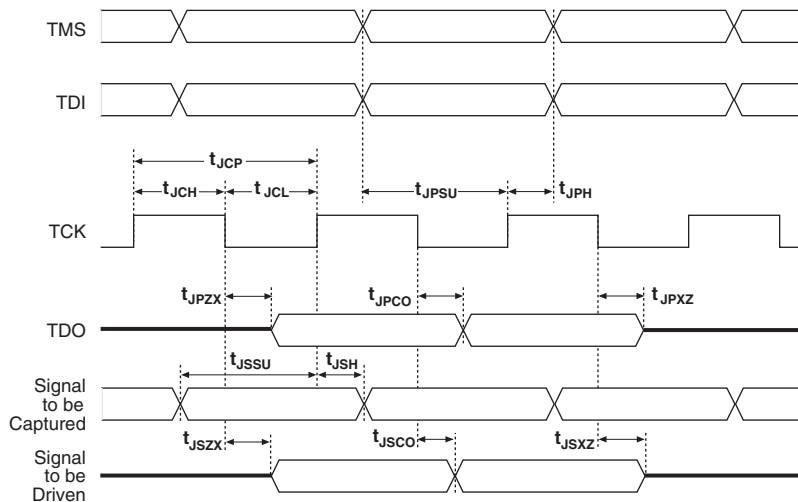 TMS
TDI
tJCP
tJCH
tJCL
tJPSU
tJPH
TCK
tJPZX
tJPCO
tJPXZ
TDO
tJSSU
tJSH
Signal
to be
Captured
tJSZX
tJSCO
tJSXZ
Signal
to be
Driven